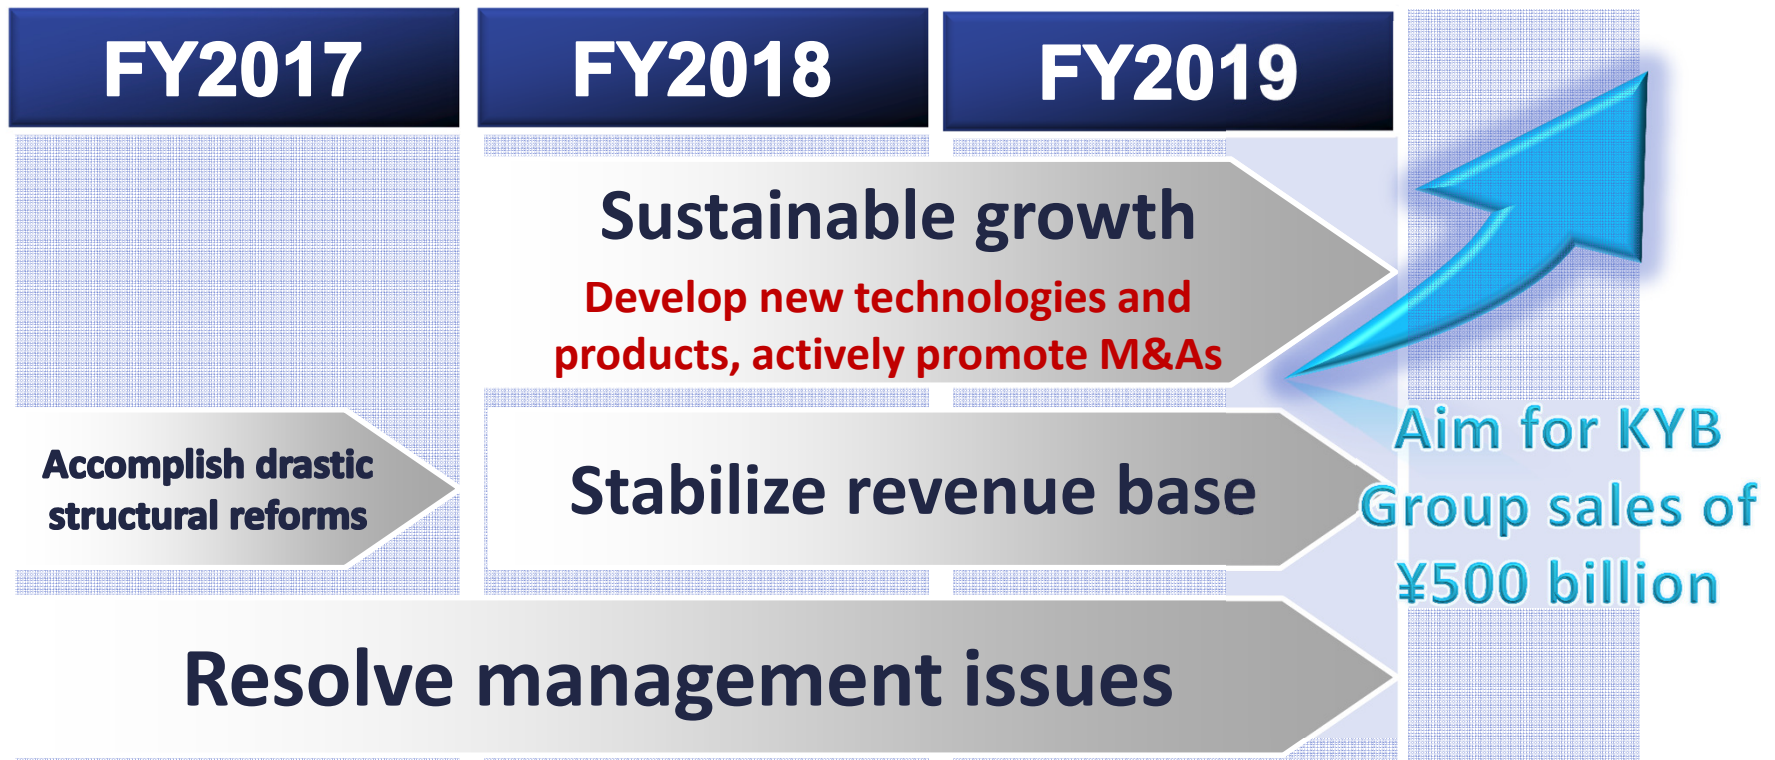 FY2017
FY2018
FY2019
Sustainable growth
Develop new technologies and
products, actively promote M&As
Accomplish drastic
structural reforms
Stabilize revenue base
Aim for KYB
Group sales of
¥500 billion
Resolve management issues